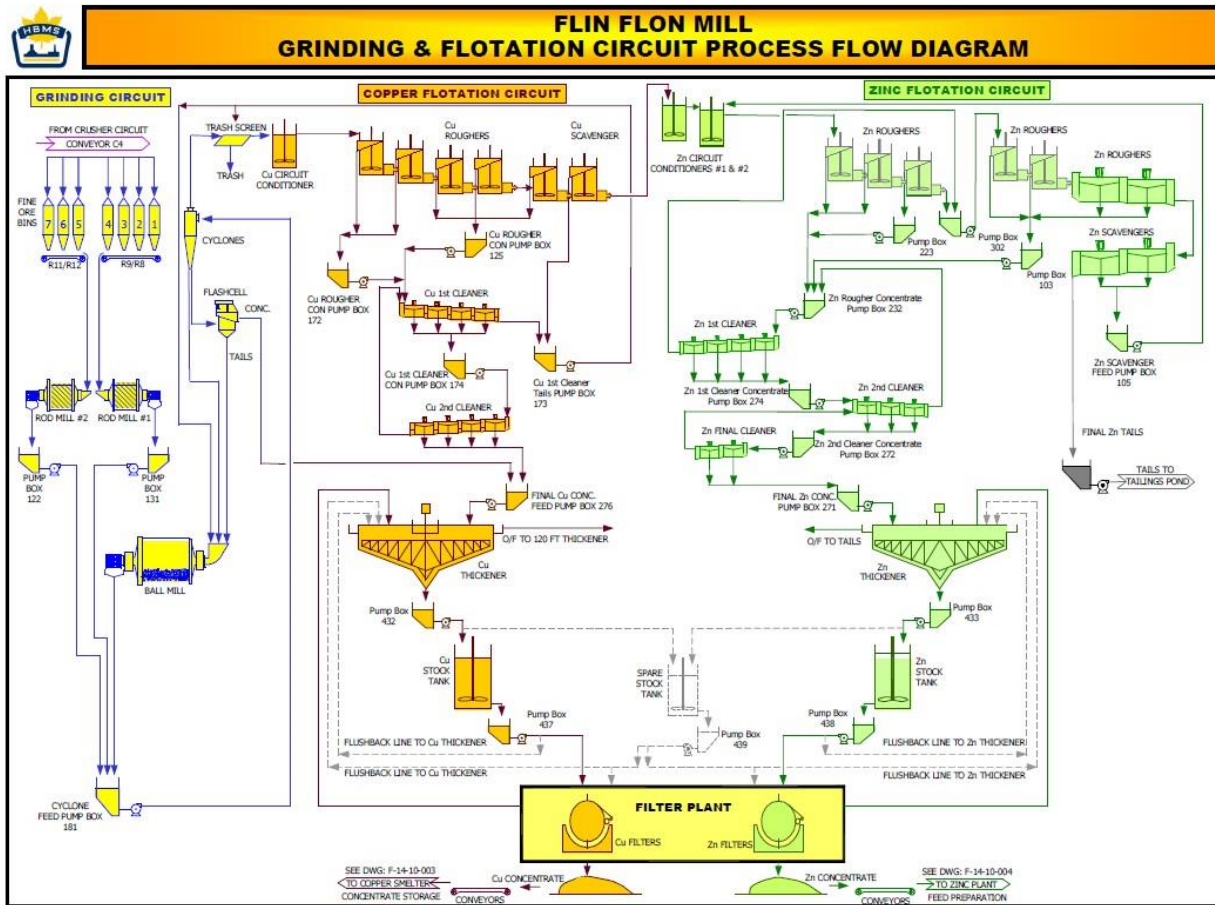 HBMS
FLIN FLON MILL
GRINDING & FLOTATION CIRCUIT PROCESS FLOW DIAGRAM
GRINDING CIRCUIT
FROM CRUSHER CIRCUIT
CONVEYOR C4
FINE
ORE
BINS
7
6
5
4
3
2
1
R11/R12
R9/R8
TRASH SCREEN
TRASH
CYCLONES
FLASHCELL
CONC.
TAILS
ROD MILL #2
ROD MILL #1
PUMP
BOX
122
PUMP
BOX
131
BALL MILL
CYCLONE
FEED PUMP BOX
181
COPPER FLOTATION CIRCUIT
Cu CIRCUIT
CONDITIONER
Cu
ROUGHERS
Cu
SCAVENGER
Cu ROUGHER
CON PUMP BOX
125
Cu ROUGHER
CON PUMP BOX
172
Cu 1st CLEANER
Cu 1st CLEANER
CON PUMP BOX 174
Cu 1st Cleaner
Tails PUMP BOX
173
Cu 2nd CLEANER
FINAL Cu CONC.
FEED PUMP BOX 276
O/F TO 120 FT THICKENER
Cu
THICKENER
Pump Box
432
Cu
STOCK
TANK
Pump Box
437
FLUSHBACK LINE TO Cu THICKENER
FLUSHBACK LINE TO Cu THICKENER
SPARE
STOCK
TANK
Pump Box
439
ZINC FLOTATION CIRCUIT
Zn CIRCUIT
CONDITIONERS #1 & #2
Zn ROUGHERS
Zn ROUGHERS
Zn ROUGHERS
Pump Box
223
Pump Box
302
Pump Box
103
Zn SCAVENGERS
Zn SCAVENGER
FEED PUMP BOX
105
Zn Rougher Concentrate
Pump Box 232
Zn 1st CLEANER
Zn 1st Cleaner Concentrate
Pump Box 274
Zn 2nd CLEANER
Zn 2nd Cleaner Concentrate
Pump Box 272
Zn FINAL CLEANER
FINAL Zn CONC.
PUMP BOX 271
FINAL Zn TAILS
TAILS TO
TAILINGS POND
O/F TO TAILS
Zn
THICKENER
Pump Box
433
Zn
STOCK
TANK
Pump Box
438
FLUSHBACK LINE TO Zn THICKENER
FLUSHBACK LINE TO Zn THICKENER
FILTER PLANT
Cu FILTERS
Zn FILTERS
SEE DWG: F-14-10-003
TO COPPER SMELTER
CONCENTRATE STORAGE
Cu CONCENTRATE
CONVEYORS
Zn CONCENTRATE
CONVEYORS
SEE DWG: F-14-10-004
TO ZINC PLANT
FEED PREPARATION